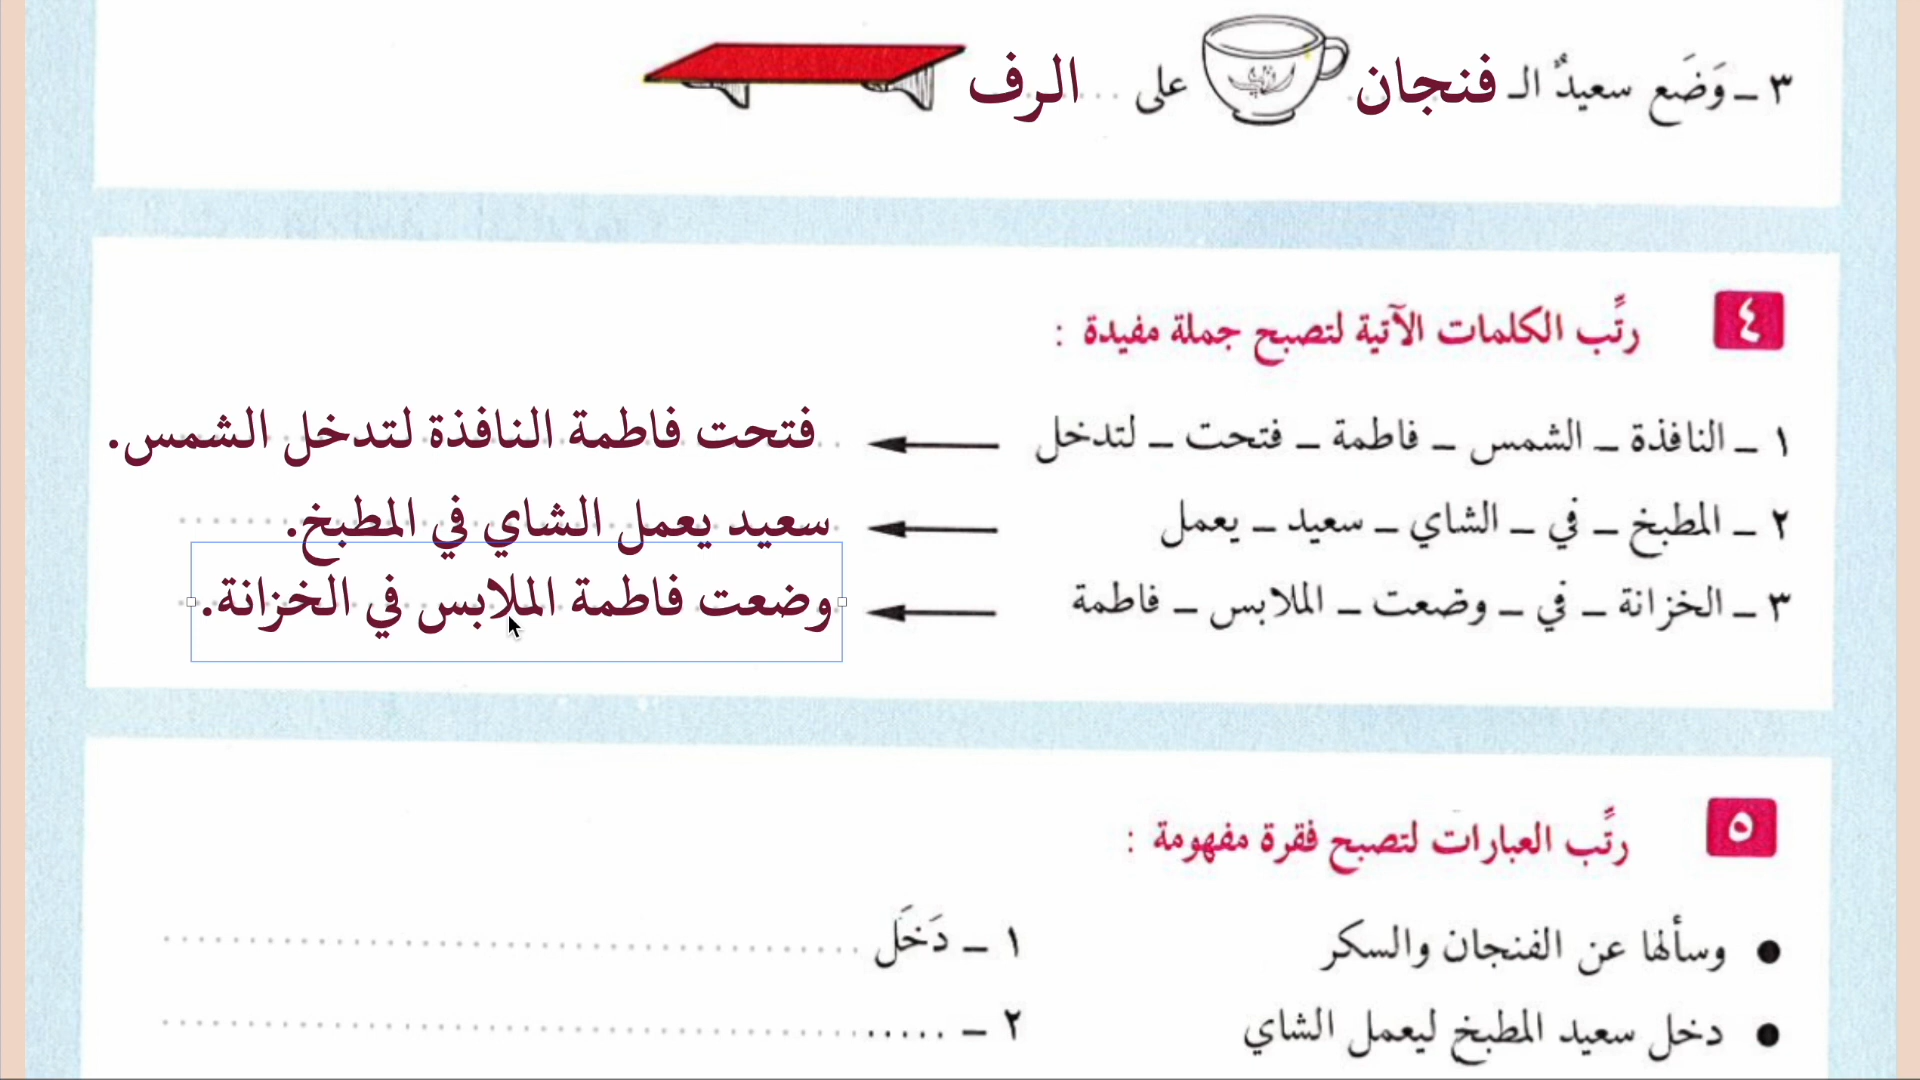 ٣ ـ وَضَع سعيدٌ الـ فنجان على .... الرف
٤ رتِّب الكلمات الآتية لتصبح جملة مفيدة :
١ ـ النافذة ـ الشمس ـ فاطمة ـ فتحت ـ لتدخل فتحت فاطمة النافذة لتدخل الشمس.
٢ ـ المطبخ ـ في ـ الشاي ـ سعيد ـ يعمل سعيد يعمل الشاي في المطبخ.
٣ ـ الخزانة ـ في ـ وضعت ـ الملابس ـ فاطمة وضعت فاطمة الملابس في الخزانة.
٥ رتِّب العبارات لتصبح فقرة مفهومة :
● وسألها عن الفنجان والسكر ١ ـ دَخَل ..........
● دخل سعيد المطبخ ليعمل الشاي ٢ ـ ..........